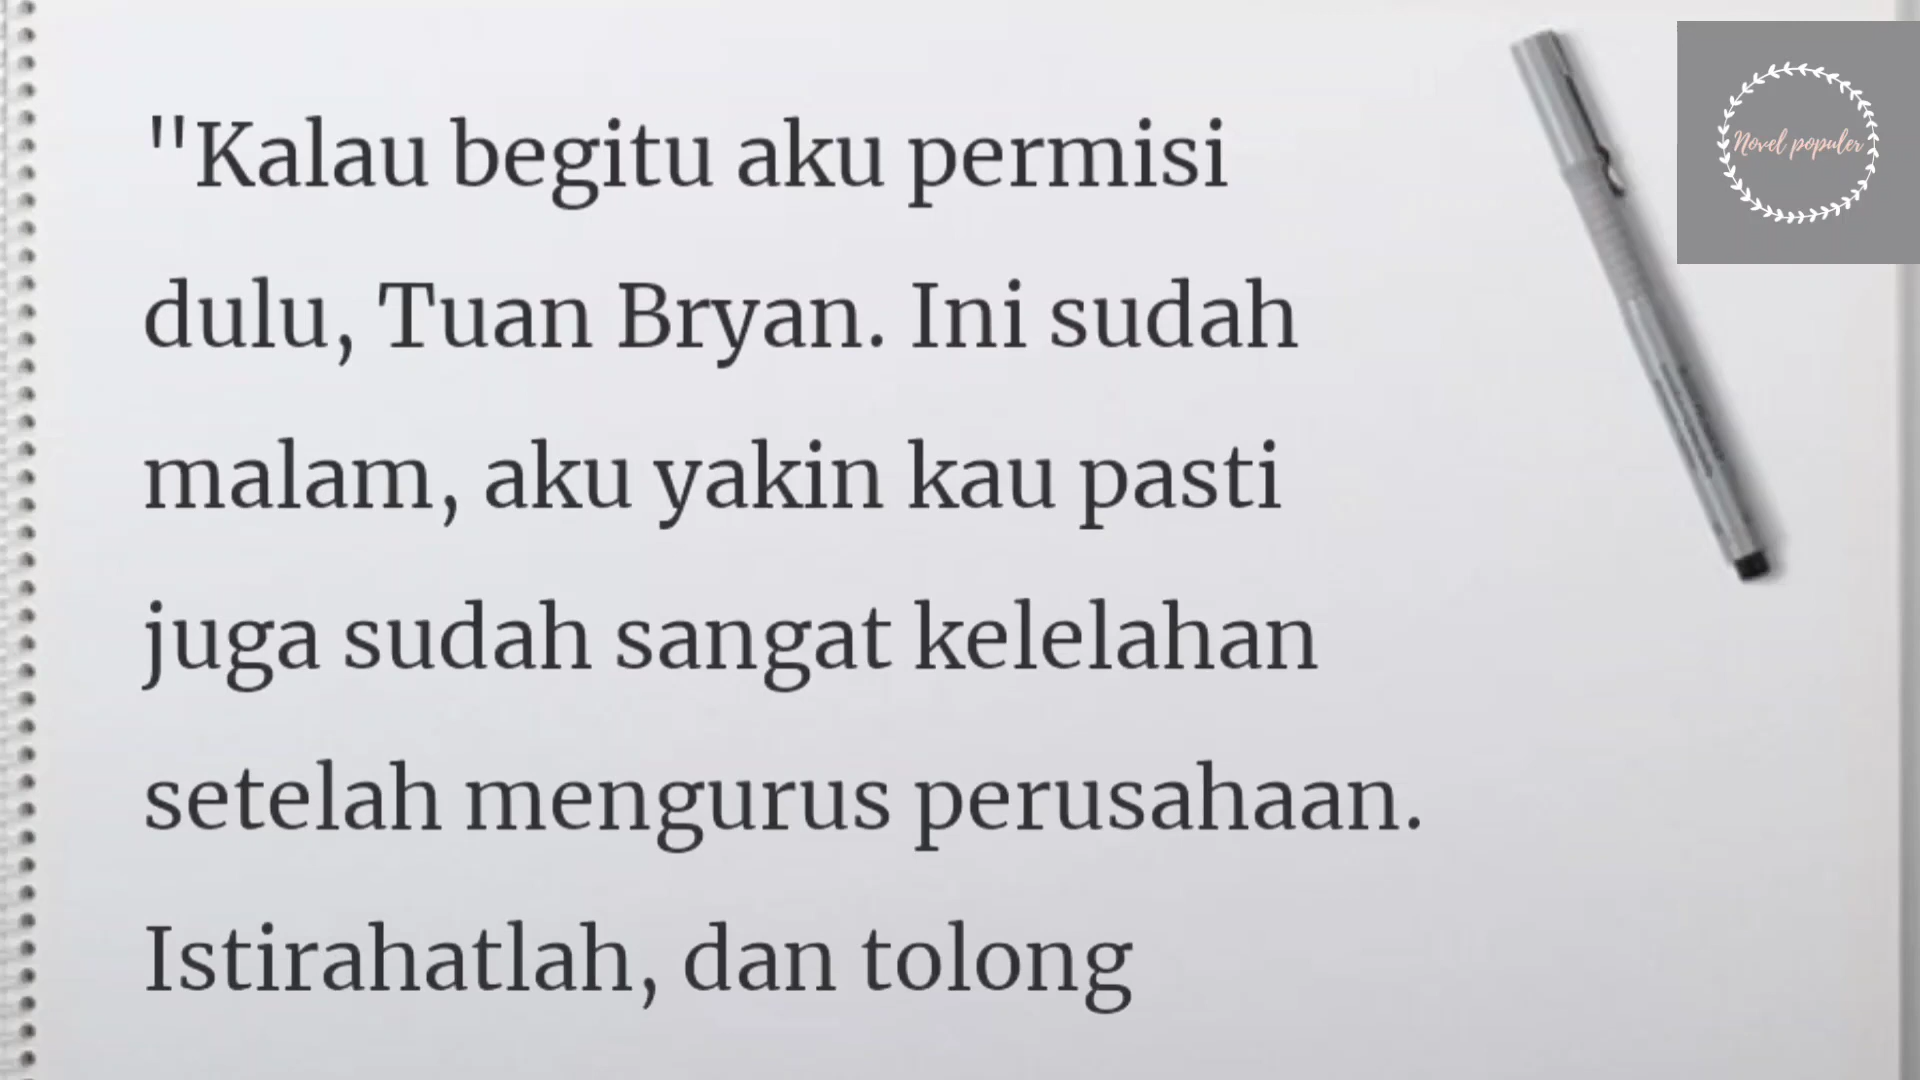 "Kalau begitu aku permisi
dulu, Tuan Bryan. Ini sudah
malam, aku yakin kau pasti
juga sudah sangat kelelahan
setelah mengurus perusahaan.
Istirahatlah, dan tolong
Novel populer